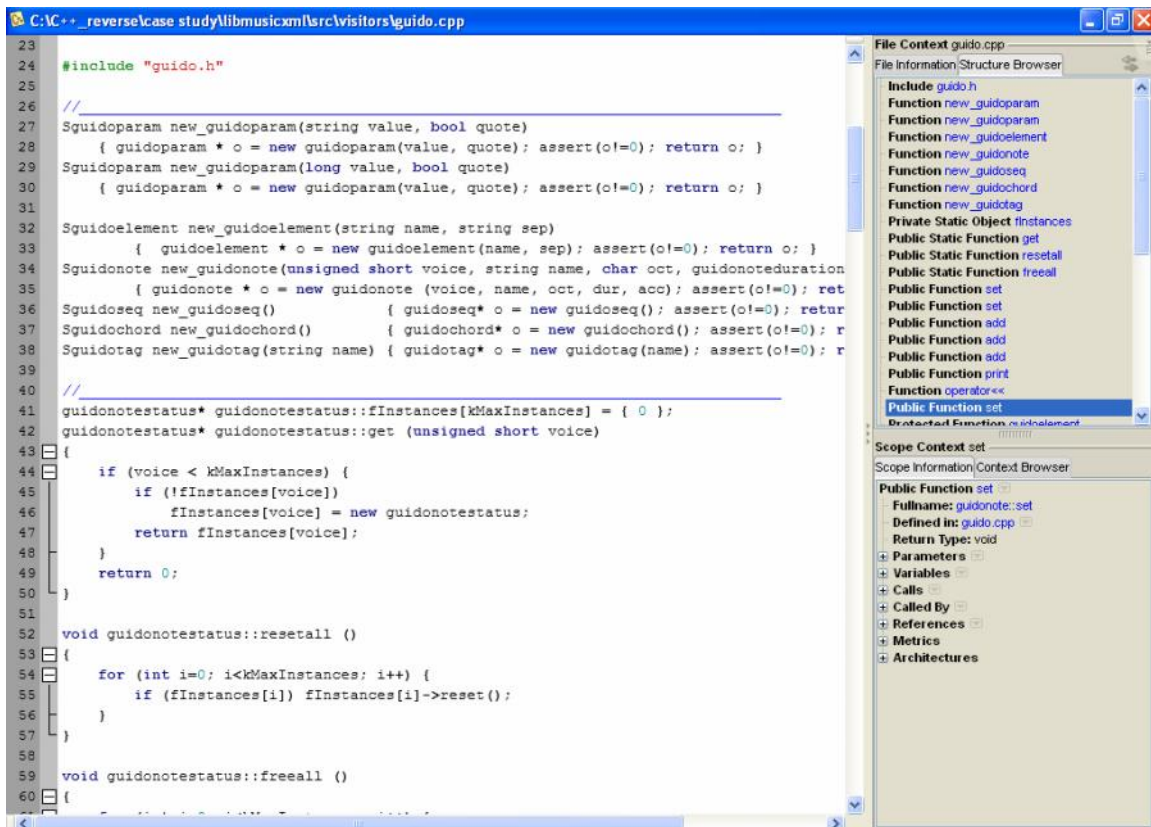 C:\C++_reverse\case study\libmusicxml\src\visitors\guido.cpp
23
24 #include "guido.h"
25
26 //
27 Sguidoparam new_guidoparam(string value, bool quote)
28 { guidoparam * o = new guidoparam(value, quote); assert(o!=0); return o; }
29 Sguidoparam new_guidoparam(long value, bool quote)
30 { guidoparam * o = new guidoparam(value, quote); assert(o!=0); return o; }
31
32 Sguidoelement new_guidoelement(string name, string sep)
33 { guidoelement * o = new guidoelement(name, sep); assert(o!=0); return o; }
34 Sguidonote new_guidonote(unsigned short voice, string name, char oct, guidonoteduration
35 { guidonote * o = new guidonote (voice, name, oct, dur, acc); assert(o!=0); ret
36 Sguidoseq new_guidoseq() { guidoseq* o = new guidoseq(); assert(o!=0); retur
37 Sguidochord new_guidochord() { guidochord* o = new guidochord(); assert(o!=0); r
38 Sguidotag new_guidotag(string name) { guidotag* o = new guidotag(name); assert(o!=0); r
39
40 //
41 guidonotestatus* guidonotestatus::fInstances[kMaxInstances] = { 0 };
42 guidonotestatus* guidonotestatus::get (unsigned short voice)
43 {
44 if (voice < kMaxInstances) {
45 if (!fInstances[voice])
46 fInstances[voice] = new guidonotestatus;
47 return fInstances[voice];
48 }
49 return 0;
50 }
51
52 void guidonotestatus::resetall ()
53 {
54 for (int i=0; i<kMaxInstances; i++) {
55 if (fInstances[i]) fInstances[i]->reset();
56 }
57 }
58
59 void guidonotestatus::freeall ()
60 {
File Context guido.cpp
File Information Structure Browser
Include guido.h
Function new_guidoparam
Function new_guidoparam
Function new_guidoelement
Function new_guidonote
Function new_guidoseq
Function new_guidochord
Function new_guidotag
Private Static Object fInstances
Public Static Function get
Public Static Function resetall
Public Static Function freeall
Public Function set
Public Function set
Public Function add
Public Function add
Public Function add
Public Function print
Function operator<<
Public Function set
Protected Function guidoelement
Scope Context set
Scope Information Context Browser
Public Function set
Fullname: guidonote::set
Defined in: guido.cpp
Return Type: void
Parameters
Variables
Calls
Called By
References
Metrics
Architectures